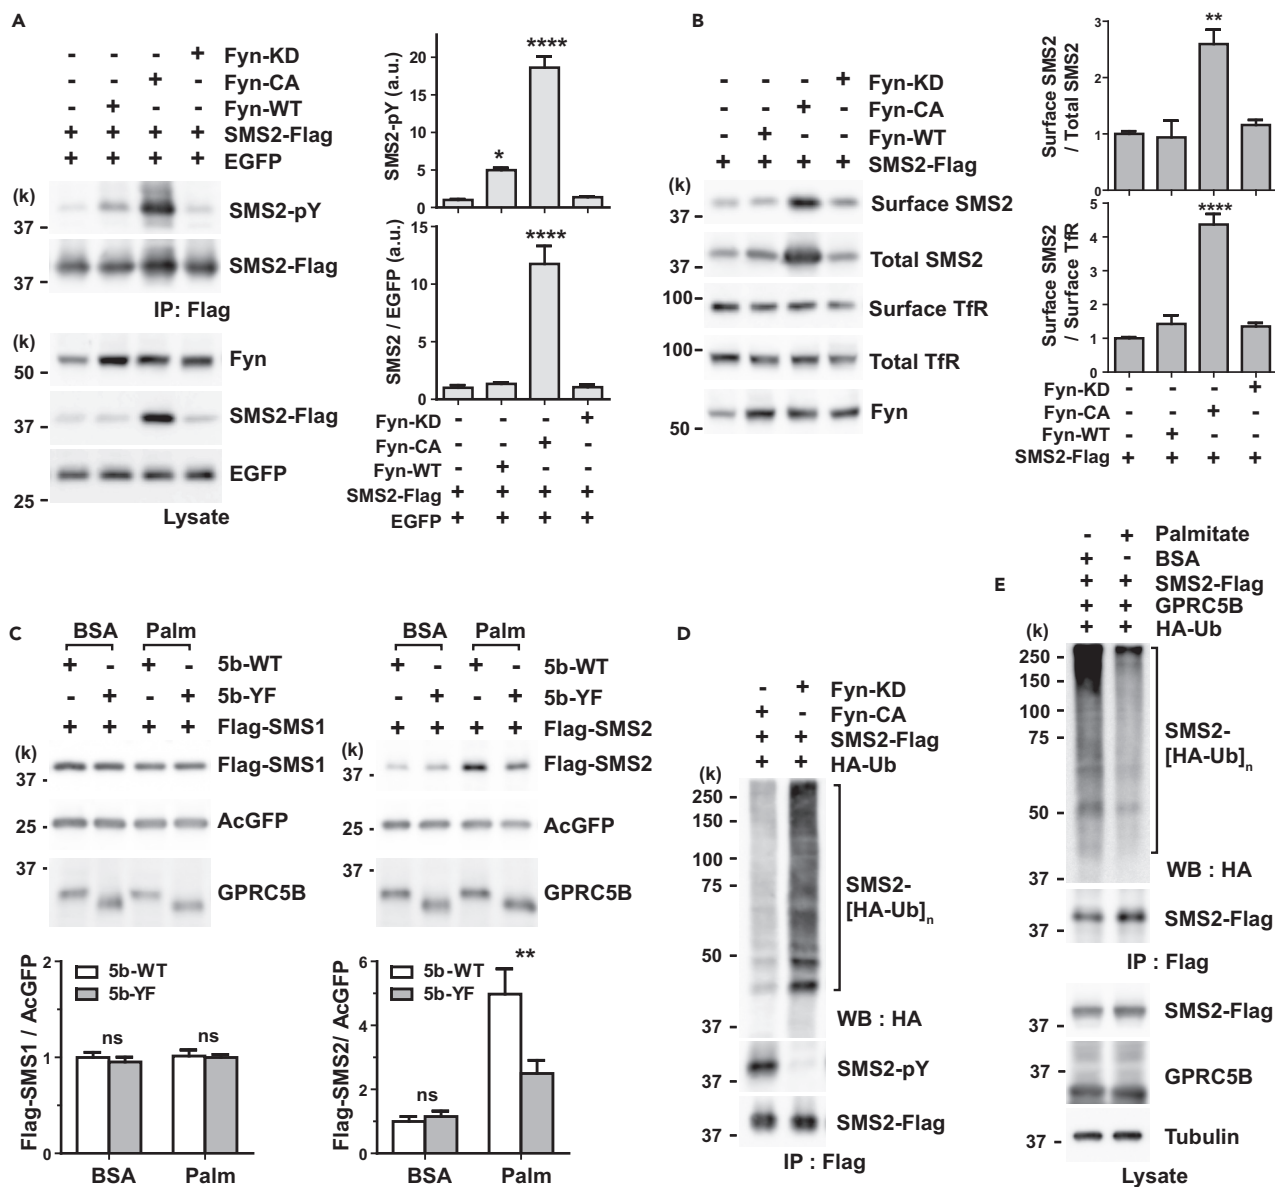 A
- - - + Fyn-KD
- - + - Fyn-CA
- + - - Fyn-WT
+ + + + SMS2-Flag
+ + + + EGFP
(k)
SMS2-pY
37 -
SMS2-Flag
37 -
IP: Flag
(k)
Fyn
50 -
SMS2-Flag
37 -
EGFP
25 -
Lysate
SMS2-pY (a.u.)
20
15
10
5
0
*
****
SMS2 / EGFP (a.u.)
15
10
5
0
****
Fyn-KD - - - +
Fyn-CA - - + -
Fyn-WT - + - -
SMS2-Flag + + + +
EGFP + + + +
B
- - - + Fyn-KD
- - + - Fyn-CA
- + - - Fyn-WT
+ + + + SMS2-Flag
(k)
Surface SMS2
37 -
Total SMS2
37 -
100 -
Surface TfR
100 -
Total TfR
Fyn
50 -
Surface SMS2
/ Total SMS2
3
2
1
0
**
Surface SMS2
/ Surface TfR
5
4
3
2
1
0
****
Fyn-KD - - - +
Fyn-CA - - + -
Fyn-WT - + - -
SMS2-Flag + + + +
C
BSA Palm
+ - + - 5b-WT
- + - + 5b-YF
+ + + + Flag-SMS1
(k)
37 -
Flag-SMS1
25 -
AcGFP
37 -
GPRC5B
BSA Palm
+ - + - 5b-WT
- + - + 5b-YF
+ + + + Flag-SMS2
(k)
37 -
Flag-SMS2
25 -
AcGFP
37 -
GPRC5B
Flag-SMS1 / AcGFP
2
1
0
5b-WT
5b-YF
ns
ns
BSA Palm
Flag-SMS2/ AcGFP
6
4
2
0
5b-WT
5b-YF
ns
**
BSA Palm
D
- + Fyn-KD
+ - Fyn-CA
+ + SMS2-Flag
+ + HA-Ub
(k)
250 -
150 -
100 -
75 -
50 -
37 -
SMS2-
[HA-Ub]n
WB : HA
SMS2-pY
37 -
SMS2-Flag
37 -
IP : Flag
E
- + Palmitate
+ - BSA
+ + SMS2-Flag
+ + GPRC5B
+ + HA-Ub
(k)
250 -
150 -
100 -
75 -
50 -
37 -
SMS2-
[HA-Ub]n
WB : HA
SMS2-Flag
37 -
IP : Flag
SMS2-Flag
37 -
37 -
GPRC5B
37 -
Tubulin
Lysate